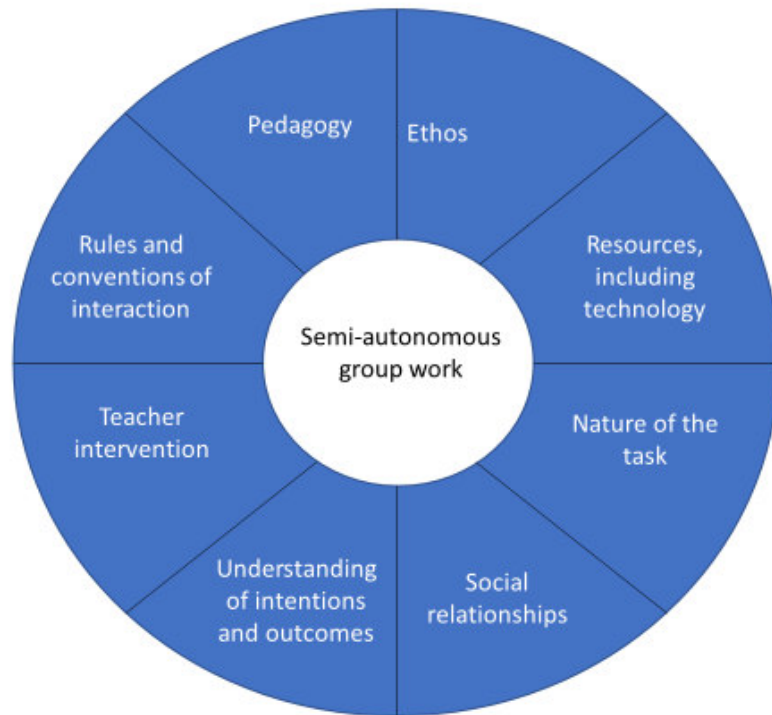 Pedagogy
Ethos
Resources,
including
technology
Nature of the
task
Social
relationships
Understanding
of intentions
and outcomes
Teacher
intervention
Rules and
conventions of
interaction
Semi-autonomous
group work